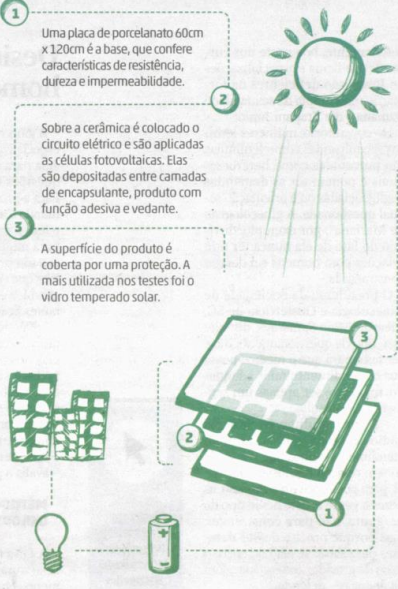 1
Uma placa de porcelanato 60cm
x 120cm é a base, que confere
características de resistência,
dureza e impermeabilidade.
2
Sobre a cerâmica é colocado o
circuito elétrico e são aplicadas
as células fotovoltaicas. Elas
são depositadas entre camadas
de encapsulante, produto com
função adesiva e vedante.
3
A superfície do produto é
coberta por uma proteção. A
mais utilizada nos testes foi o
vidro temperado solar.
3
2
1
+
-